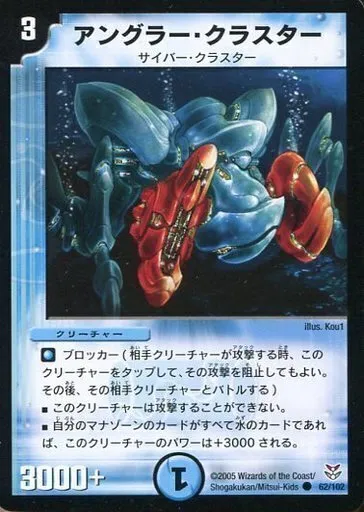 3
アングラー・クラスター
サイバー・クラスター
illus. Kou1
クリーチャー
ブロッカー(相手クリーチャーが攻撃する時、この
クリーチャーをタップして、その攻撃を阻止してもよい。
その後、その相手クリーチャーとバトルする)
■ このクリーチャーは攻撃することができない。
■ 自分のマナゾーンのカードがすべて水のカードであれ
ば、このクリーチャーのパワーは+3000 される。
3000+
1
©2005 Wizards of the Coast/
Shogakukan/Mitsui-Kids
62/102